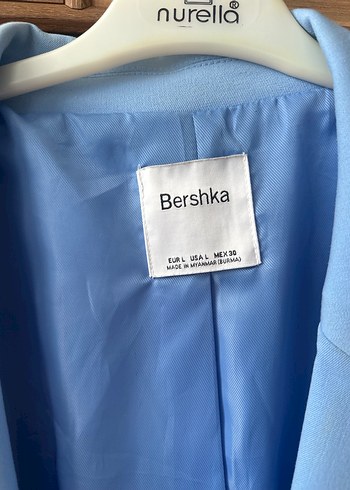 nurella®
Bershka
EUR L USA L MEX 30
MADE IN MYANMAR (BURMA)